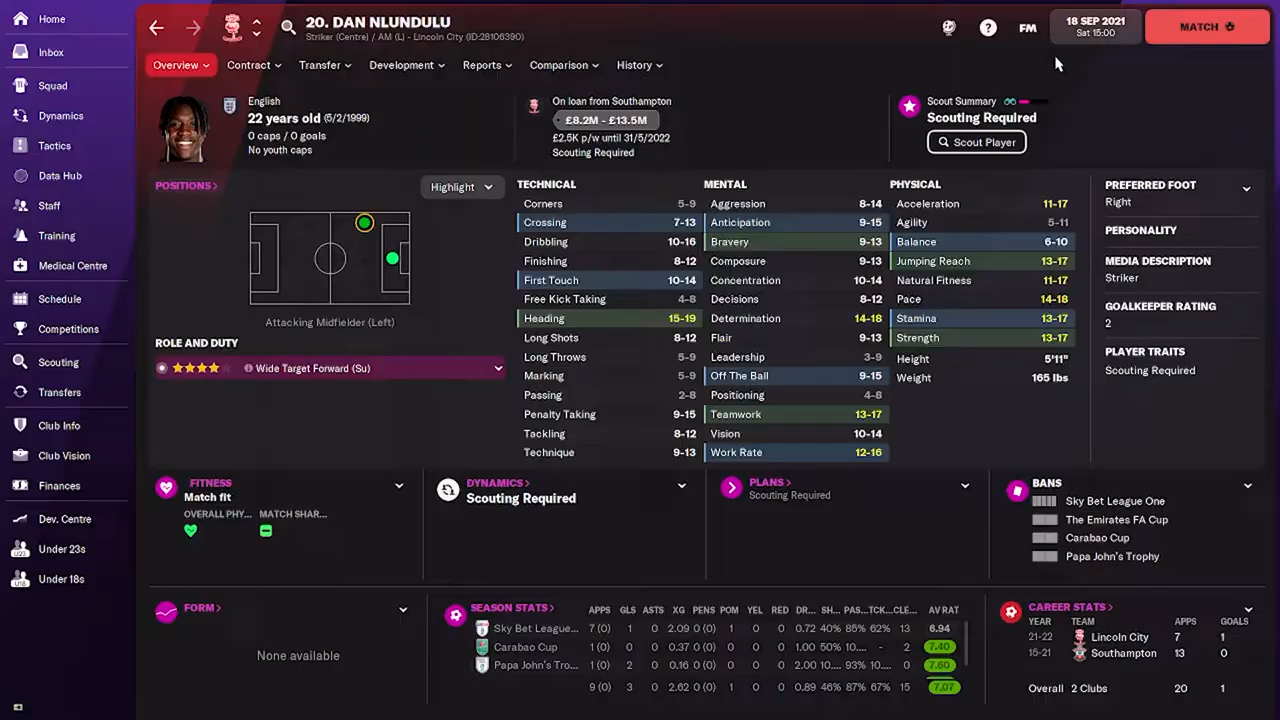 Home
Inbox
Squad
Dynamics
Tactics
Data Hub
Staff
Training
Medical Centre
Schedule
Competitions
Scouting
Transfers
Club Info
Club Vision
Finances
Dev. Centre
Under 23s
Under 18s
20. DAN NLUNDULU
Striker (Centre) / AM (L) - Lincoln City (ID:28106390)
FM
18 SEP 2021
Sat 15:00
MATCH
Overview
Contract
Transfer
Development
Reports
Comparison
History
English
22 years old (5/2/1999)
0 caps / 0 goals
No youth caps
On loan from Southampton
£8.2M - £13.5M
£2.5K p/w until 31/5/2022
Scouting Required
Scout Summary
Scouting Required
Scout Player
POSITIONS
Highlight
Attacking Midfielder (Left)
ROLE AND DUTY
Wide Target Forward (Su)
TECHNICAL
Corners 5-9
Crossing 7-13
Dribbling 10-16
Finishing 8-12
First Touch 10-14
Free Kick Taking 4-8
Heading 15-19
Long Shots 8-12
Long Throws 5-9
Marking 5-9
Passing 2-8
Penalty Taking 9-15
Tackling 8-12
Technique 9-13
MENTAL
Aggression 8-14
Anticipation 9-15
Bravery 9-13
Composure 9-13
Concentration 10-14
Decisions 8-12
Determination 14-18
Flair 9-13
Leadership 3-9
Off The Ball 9-15
Positioning 4-8
Teamwork 13-17
Vision 10-14
Work Rate 12-16
PHYSICAL
Acceleration 11-17
Agility 5-11
Balance 6-10
Jumping Reach 13-17
Natural Fitness 11-17
Pace 14-18
Stamina 13-17
Strength 13-17
Height 5'11"
Weight 165 lbs
PREFERRED FOOT
Right
PERSONALITY
MEDIA DESCRIPTION
Striker
GOALKEEPER RATING
2
PLAYER TRAITS
Scouting Required
FITNESS
Match fit
OVERALL PHY... MATCH SHAR...
DYNAMICS
Scouting Required
PLANS
Scouting Required
BANS
Sky Bet League One
The Emirates FA Cup
Carabao Cup
Papa John's Trophy
FORM
None available
SEASON STATS APPS GLS ASTS XG PENS POM YEL RED DR... SH... PAS... TCK... CLE... AV RAT
Sky Bet League... 7 (0) 1 0 2.09 0 (0) 1 0 0 0.72 40% 85% 62% 13 6.94
Carabao Cup 1 (0) 0 0 0.37 0 (0) 0 0 0 1.00 50% 10.... - 2 7.40
Papa John's Tro... 1 (0) 2 0 0.16 0 (0) 0 0 0 2.00 10.... 93% 10.... 0 7.60
9 (0) 3 0 2.62 0 (0) 1 0 0 0.89 46% 87% 67% 15 7.07
CAREER STATS
YEAR TEAM APPS GOALS
21-22 Lincoln City 7 1
15-21 Southampton 13 0
Overall 2 Clubs 20 1